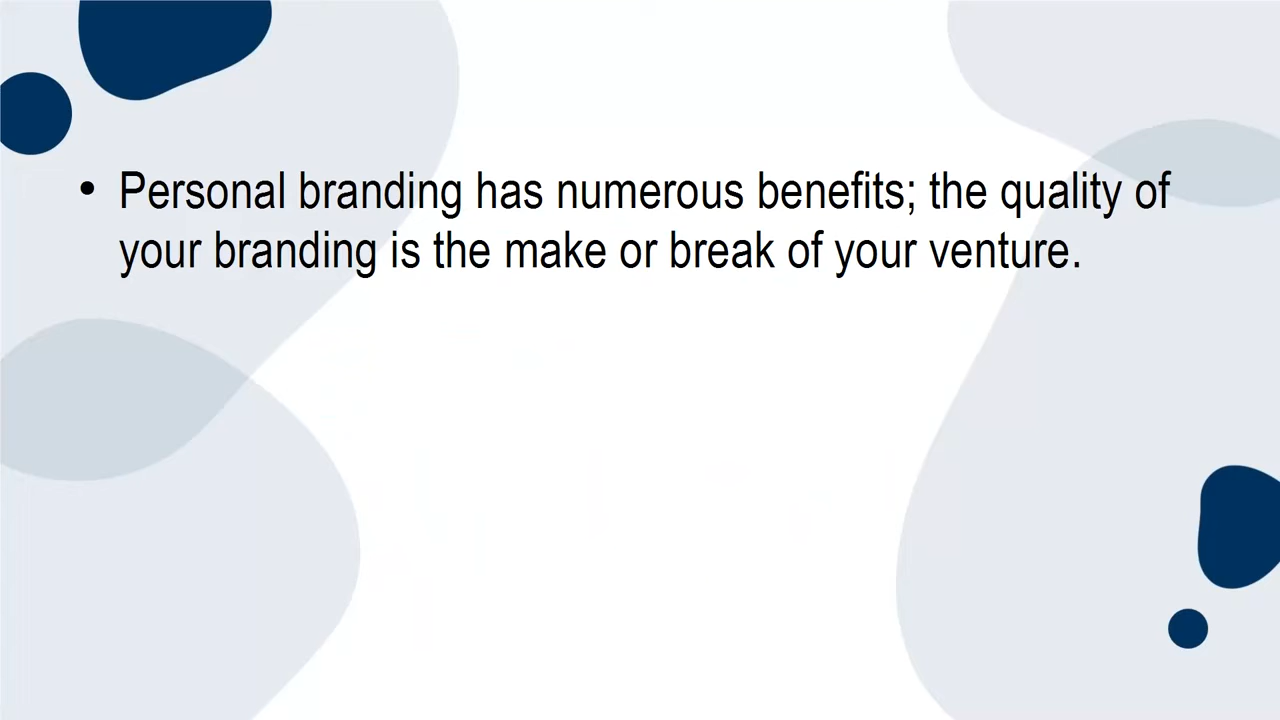 • Personal branding has numerous benefits; the quality of
your branding is the make or break of your venture.